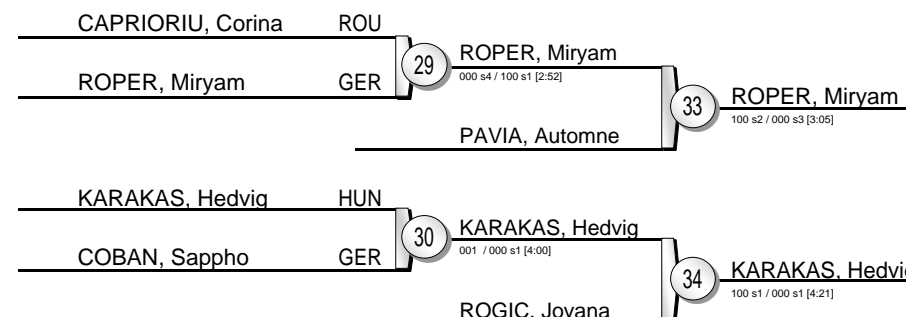 CAPRIORIU, Corina ROU
ROPER, Miryam GER
29
ROPER, Miryam
000 s4 / 100 s1 [2:52]
PAVIA, Automne
33
ROPER, Miryam
100 s2 / 000 s3 [3:05]
KARAKAS, Hedvig HUN
COBAN, Sappho GER
30
KARAKAS, Hedvig
001 / 000 s1 [4:00]
ROGIC, Jovana
34
KARAKAS, Hedvig
100 s1 / 000 s1 [4:21]